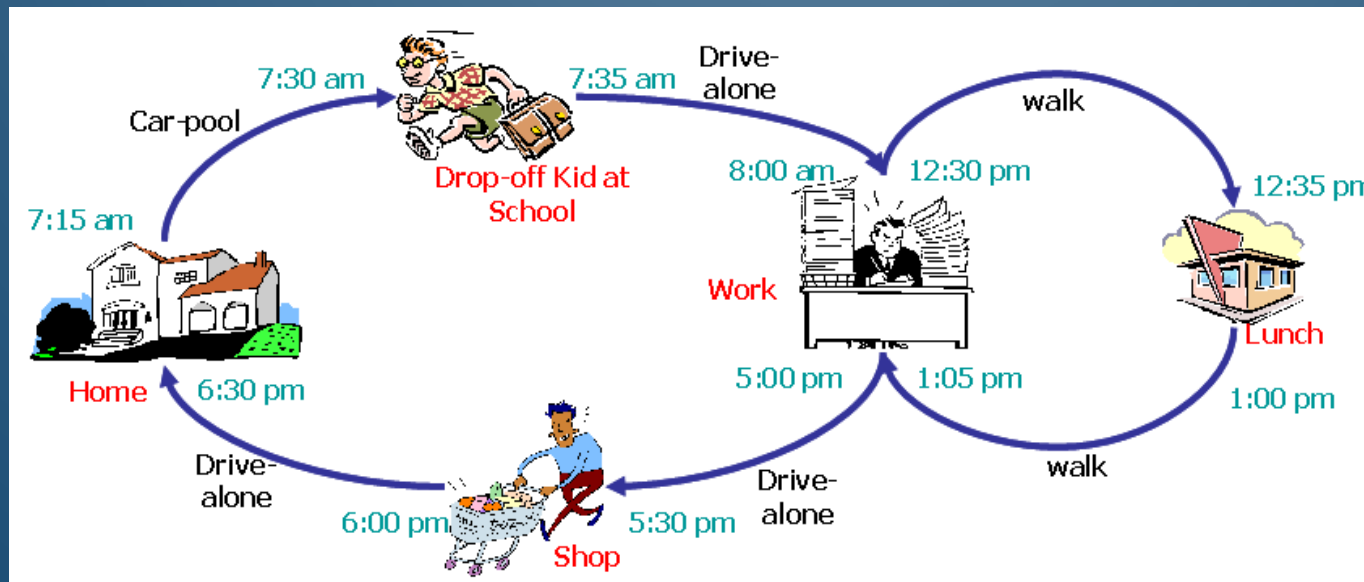 7:30 am
7:35 am
Drive-
alone
walk
Car-pool
Drop-off Kid at
School
8:00 am
12:30 pm
12:35 pm
7:15 am
Work
Lunch
Home
6:30 pm
5:00 pm
1:05 pm
1:00 pm
Drive-
alone
6:00 pm
5:30 pm
Drive-
alone
walk
Shop